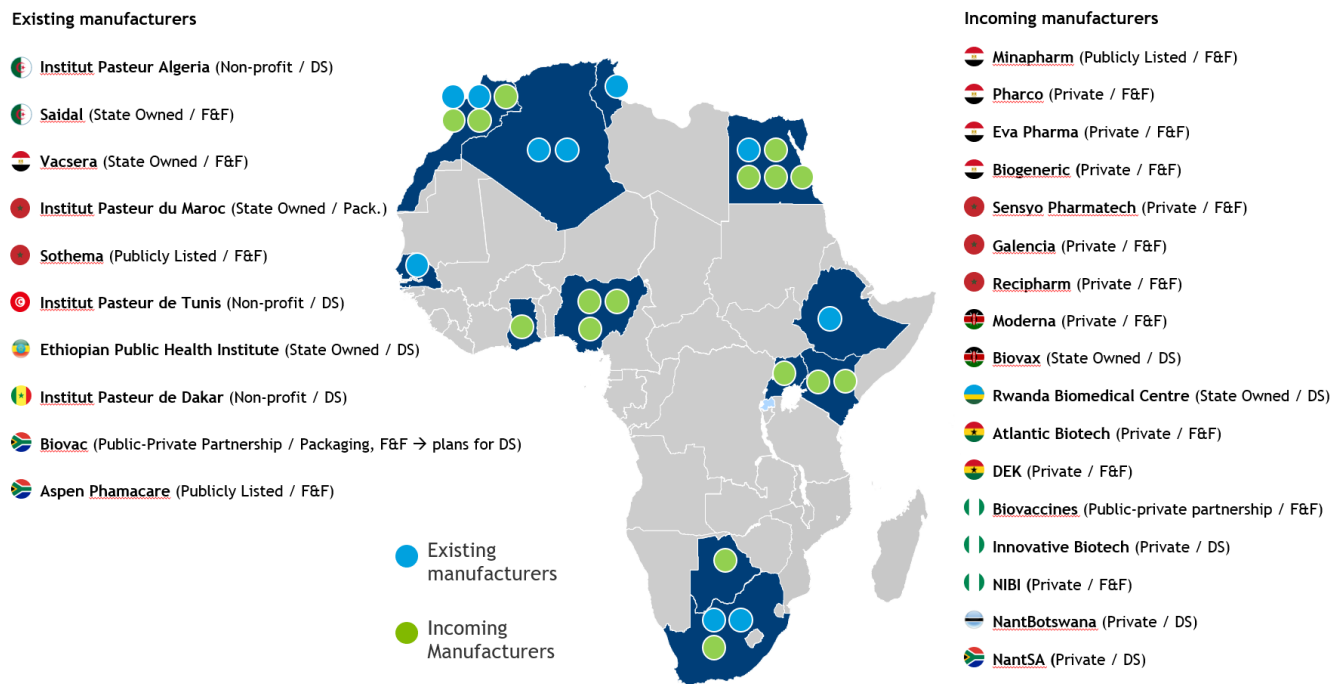 Existing manufacturers
Institut Pasteur Algeria (Non-profit / DS)
Saidal (State Owned / F&F)
Vacsera (State Owned / F&F)
Institut Pasteur du Maroc (State Owned / Pack.)
Sothema (Publicly Listed / F&F)
Institut Pasteur de Tunis (Non-profit / DS)
Ethiopian Public Health Institute (State Owned / DS)
Institut Pasteur de Dakar (Non-profit / DS)
Biovac (Public-Private Partnership / Packaging, F&F → plans for DS)
Aspen Phamacare (Publicly Listed / F&F)
Existing
manufacturers
Incoming
Manufacturers
Incoming manufacturers
Minapharm (Publicly Listed / F&F)
Pharco (Private / F&F)
Eva Pharma (Private / F&F)
Biogeneric (Private / F&F)
Sensyo Pharmatech (Private / F&F)
Galencia (Private / F&F)
Recipharm (Private / F&F)
Moderna (Private / F&F)
Biovax (State Owned / DS)
Rwanda Biomedical Centre (State Owned / DS)
Atlantic Biotech (Private / F&F)
DEK (Private / F&F)
Biovaccines (Public-private partnership / F&F)
Innovative Biotech (Private / DS)
NIBI (Private / F&F)
NantBotswana (Private / DS)
NantSA (Private / DS)